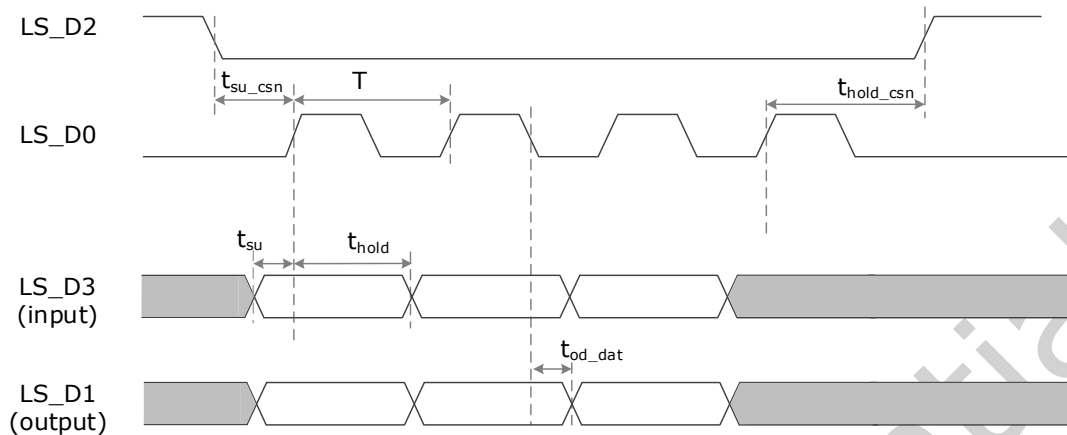 LS_D2
t_su_csn
T
t_hold_csn
LS_D0
t_su
t_hold
LS_D3
(input)
t_od_dat
LS_D1
(output)